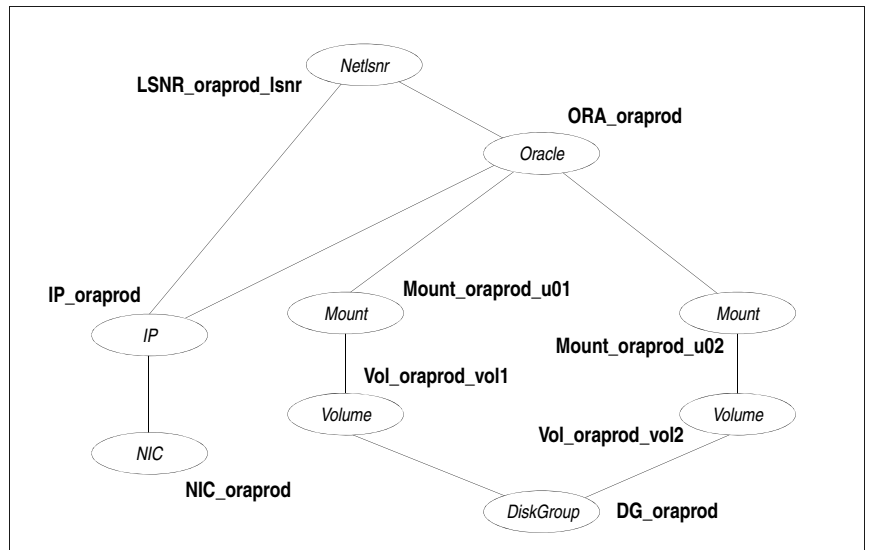 Netlsnr
LSNR_oraprod_lsnr
ORA_oraprod
Oracle
IP_oraprod
Mount_oraprod_u01
IP
Mount
Mount
Mount_oraprod_u02
Vol_oraprod_vol1
Volume
Volume
Vol_oraprod_vol2
NIC
NIC_oraprod
DiskGroup
DG_oraprod